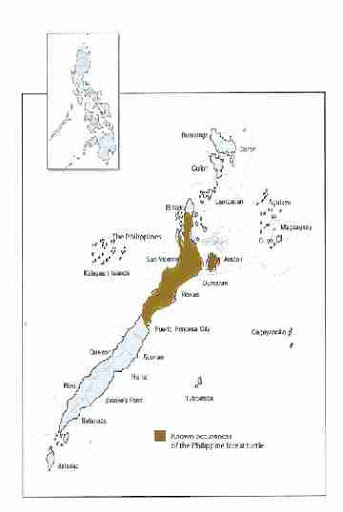 Busuanga
Coron
Culion
Linapacan
El Nido
Agutaya
Magsaysay
Cuyo
The Philippines
San Vicente
Araceli
Kalayaan Islands
Dumaran
Roxas
Puerto Princesa City
Cagayancillo
Quezon
Aborlan
Narra
Rizal
Brooke's Point
Tubbataha
Bataraza
Balabac
Known occurences
of the Philippine forest turtle